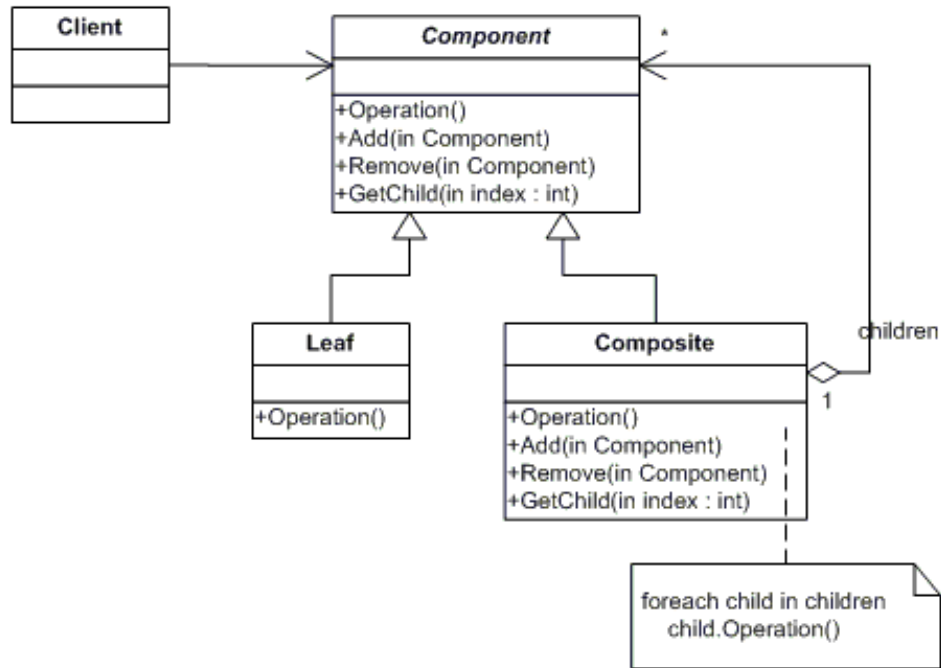 Client
Component
*
+Operation()
+Add(in Component)
+Remove(in Component)
+GetChild(in index : int)
children
Leaf
+Operation()
Composite
1
+Operation()
+Add(in Component)
+Remove(in Component)
+GetChild(in index : int)
foreach child in children
child.Operation()